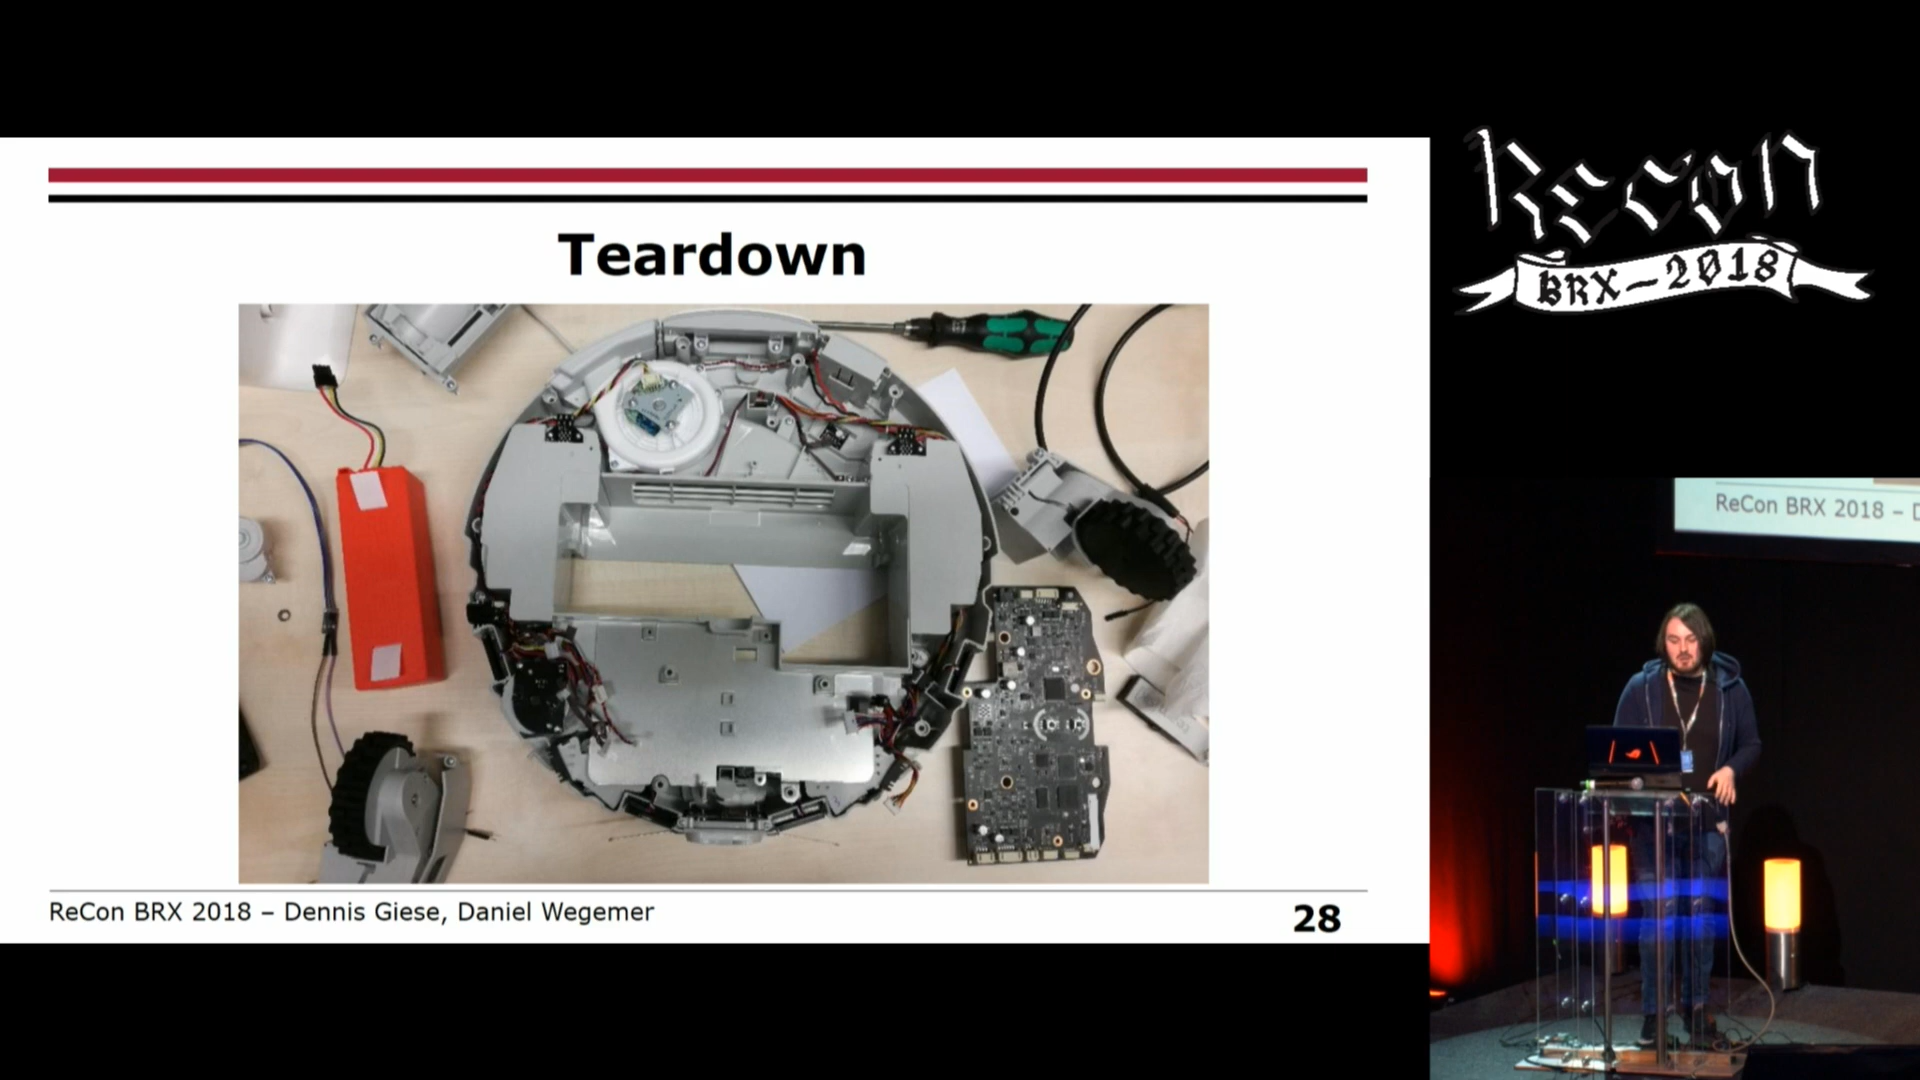 Teardown
ReCon BRX 2018 – Dennis Giese, Daniel Wegemer
28
Recon
BRX-2018
ReCon BRX 2018 – D